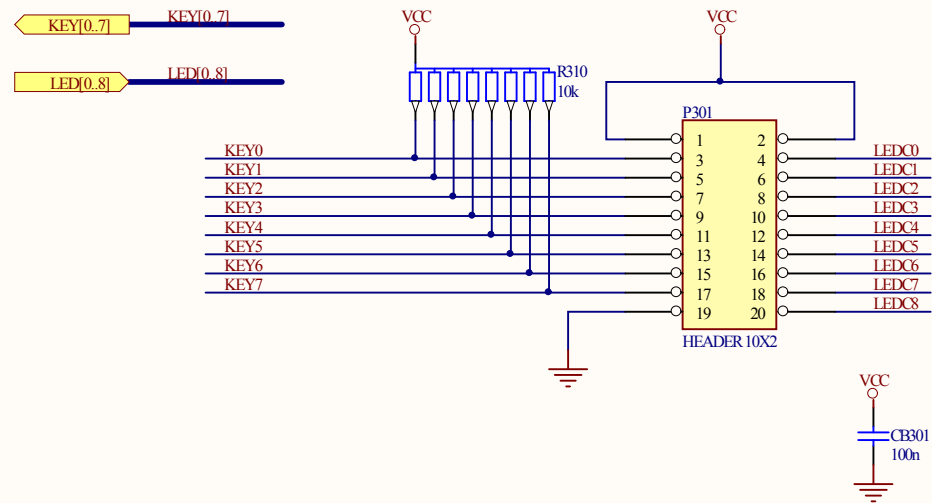 KEY[0..7]
KEY[0..7]
LED[0..8]
LED[0..8]
VCC
R310
10k
VCC
P301
KEY0
KEY1
KEY2
KEY3
KEY4
KEY5
KEY6
KEY7
1 2
3 4
5 6
7 8
9 10
11 12
13 14
15 16
17 18
19 20
LEDC0
LEDC1
LEDC2
LEDC3
LEDC4
LEDC5
LEDC6
LEDC7
LEDC8
HEADER 10X2
VCC
CB301
100n